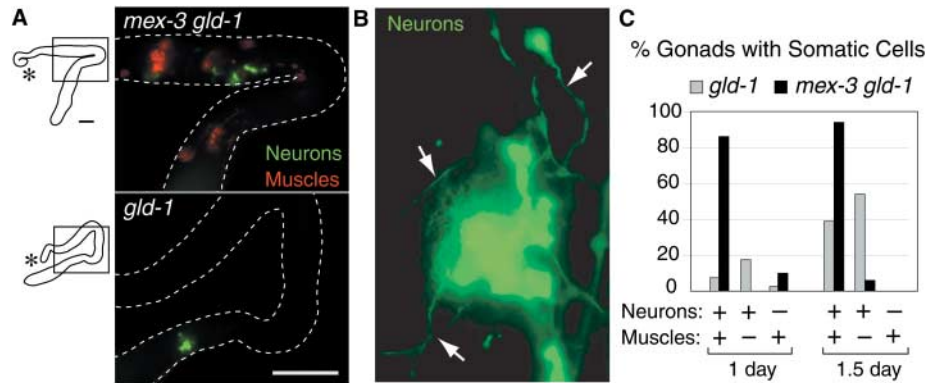 A
mex-3 gld-1
*
Neurons
Muscles
gld-1
*
B
Neurons
C
% Gonads with Somatic Cells
gld-1 mex-3 gld-1
100
80
60
40
20
0
Neurons: + + – + + –
Muscles: + – + + – +
1 day 1.5 day